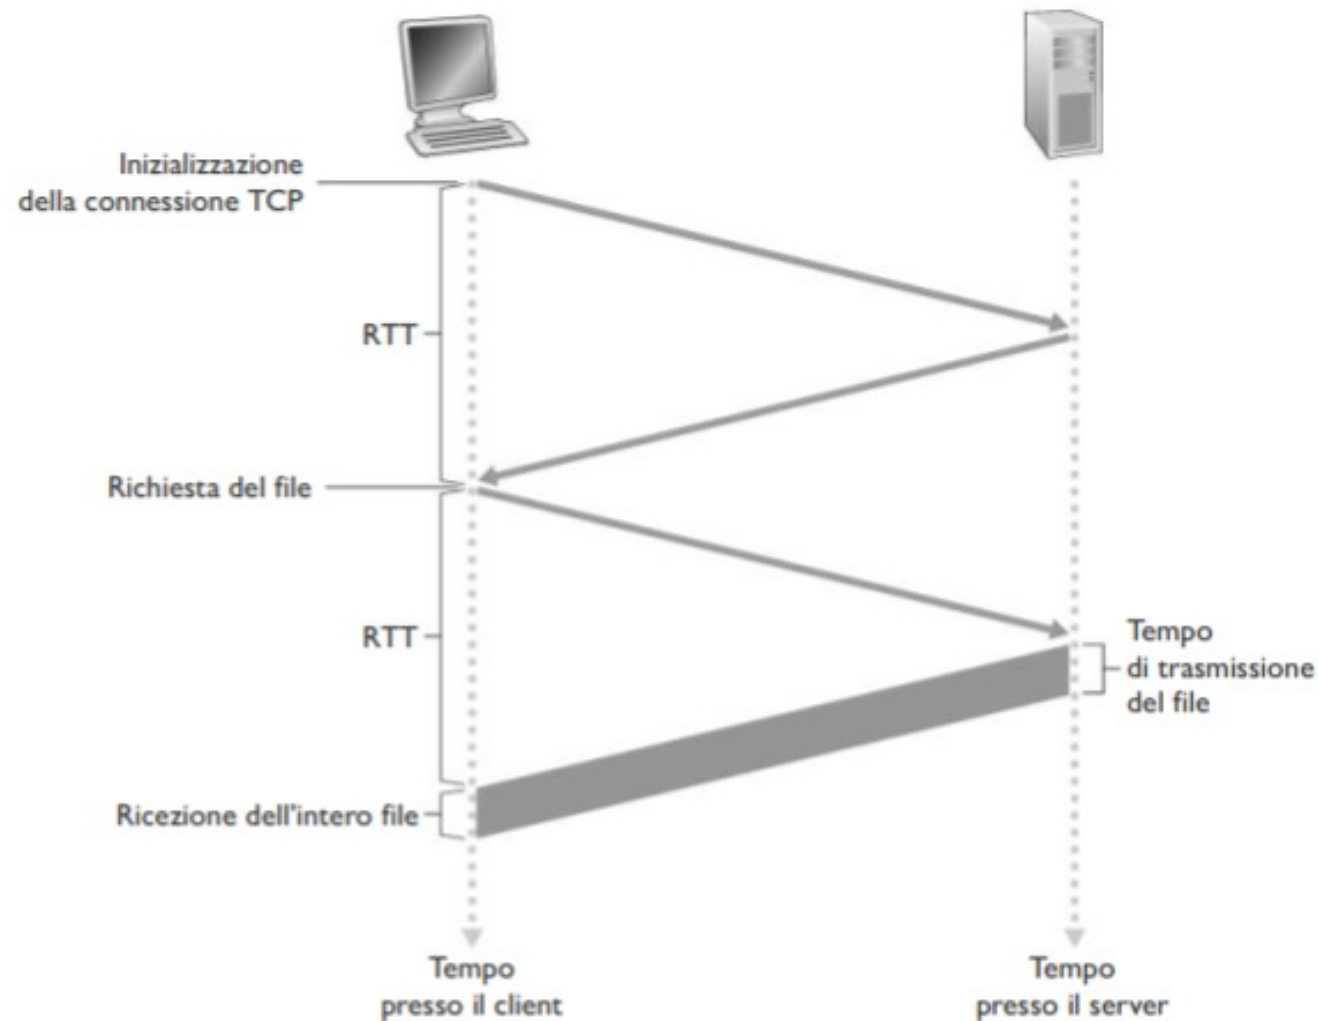 Inizializzazione
della connessione TCP
RTT
Richiesta del file
RTT
Tempo
di trasmissione
del file
Ricezione dell'intero file
Tempo
presso il client
Tempo
presso il server